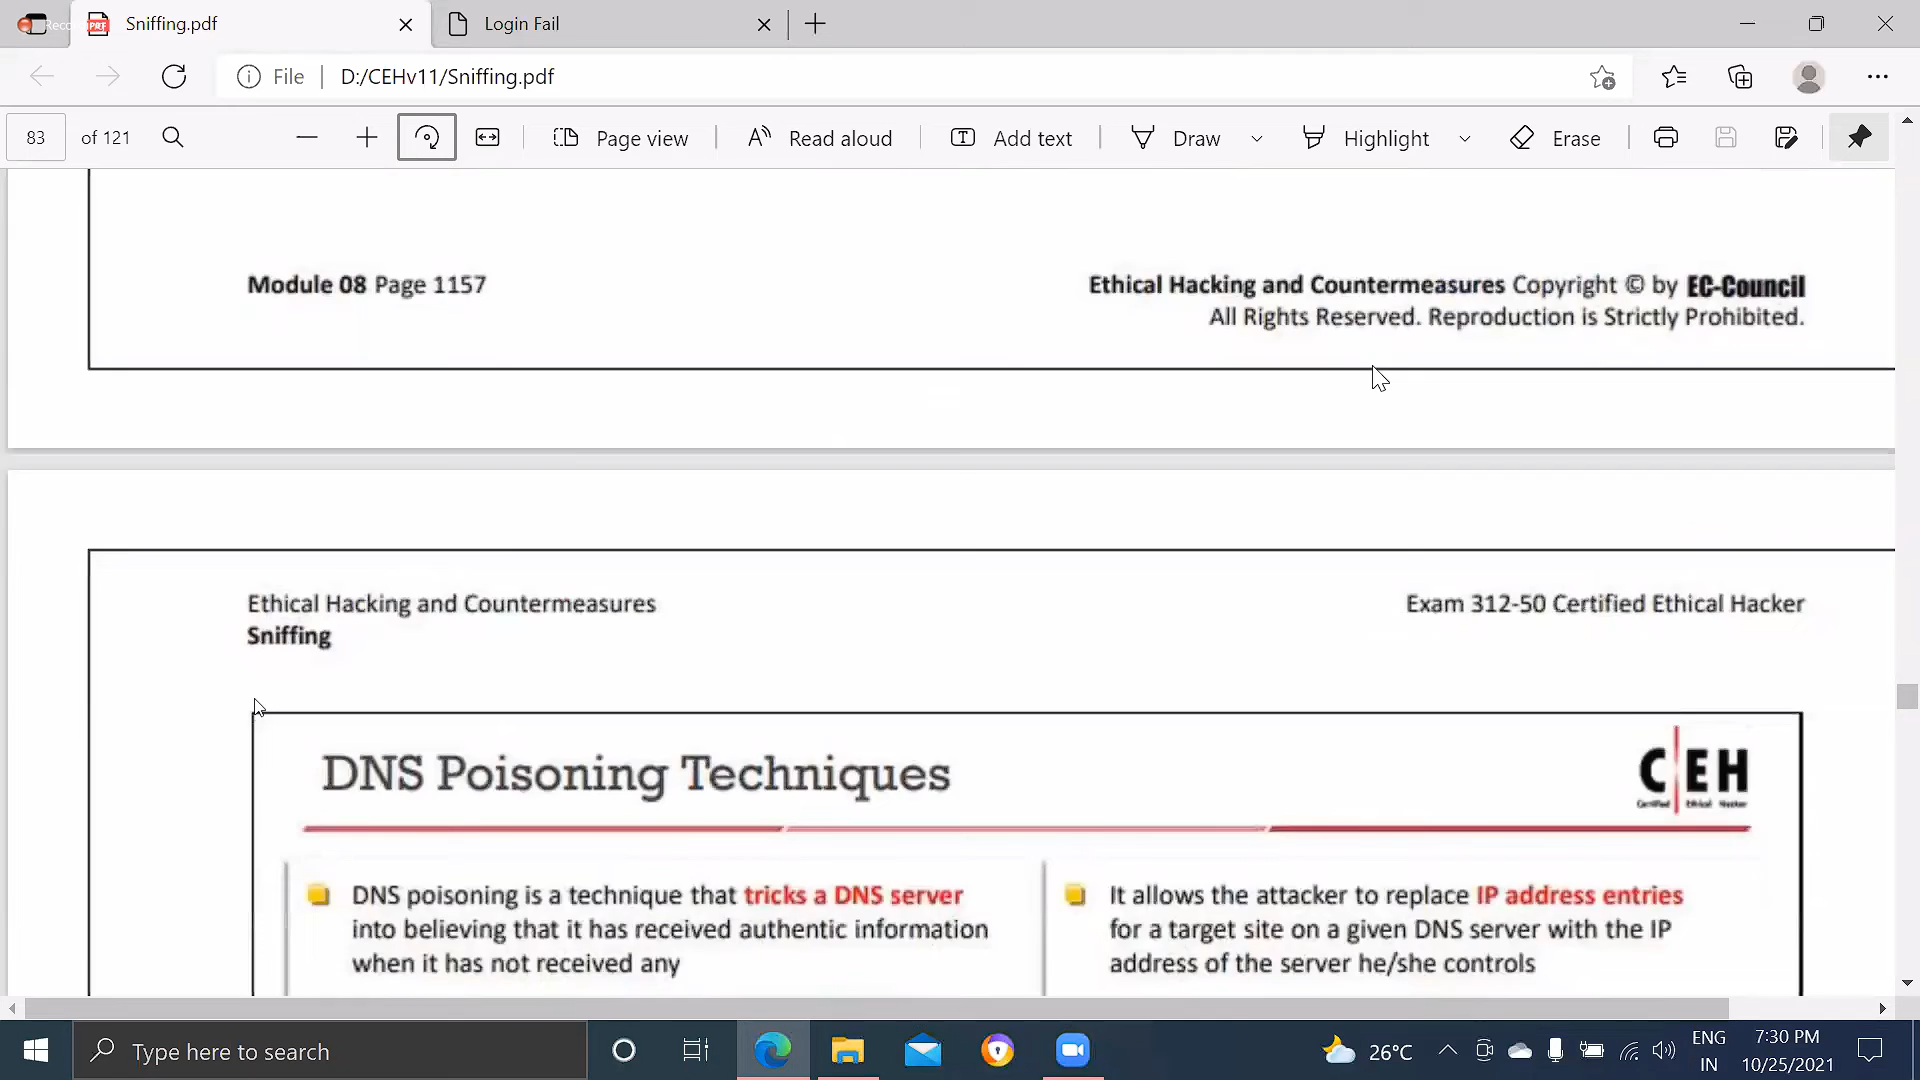 Sniffing.pdf
Login Fail
File
D:/CEHv11/Sniffing.pdf
83 of 121
Page view
Read aloud
Add text
Draw
Highlight
Erase
Module 08 Page 1157
Ethical Hacking and Countermeasures Copyright © by EC-Council
All Rights Reserved. Reproduction is Strictly Prohibited.
Ethical Hacking and Countermeasures
Sniffing
Exam 312-50 Certified Ethical Hacker
DNS Poisoning Techniques
C|EH
Certified Ethical Hacker
DNS poisoning is a technique that tricks a DNS server
into believing that it has received authentic information
when it has not received any
It allows the attacker to replace IP address entries
for a target site on a given DNS server with the IP
address of the server he/she controls
Type here to search
26°C
ENG
IN
7:30 PM
10/25/2021